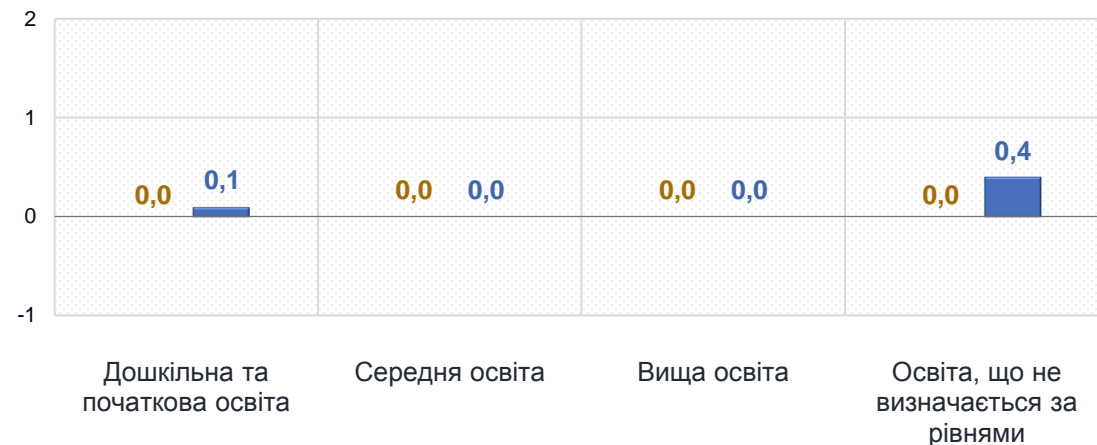 2
1
0
-1
0,0
0,1
0,0
0,0
0,0
0,0
0,0
0,4
Дошкільна та
початкова освіта
Середня освіта
Вища освіта
Освіта, що не
визначається за
рівнями